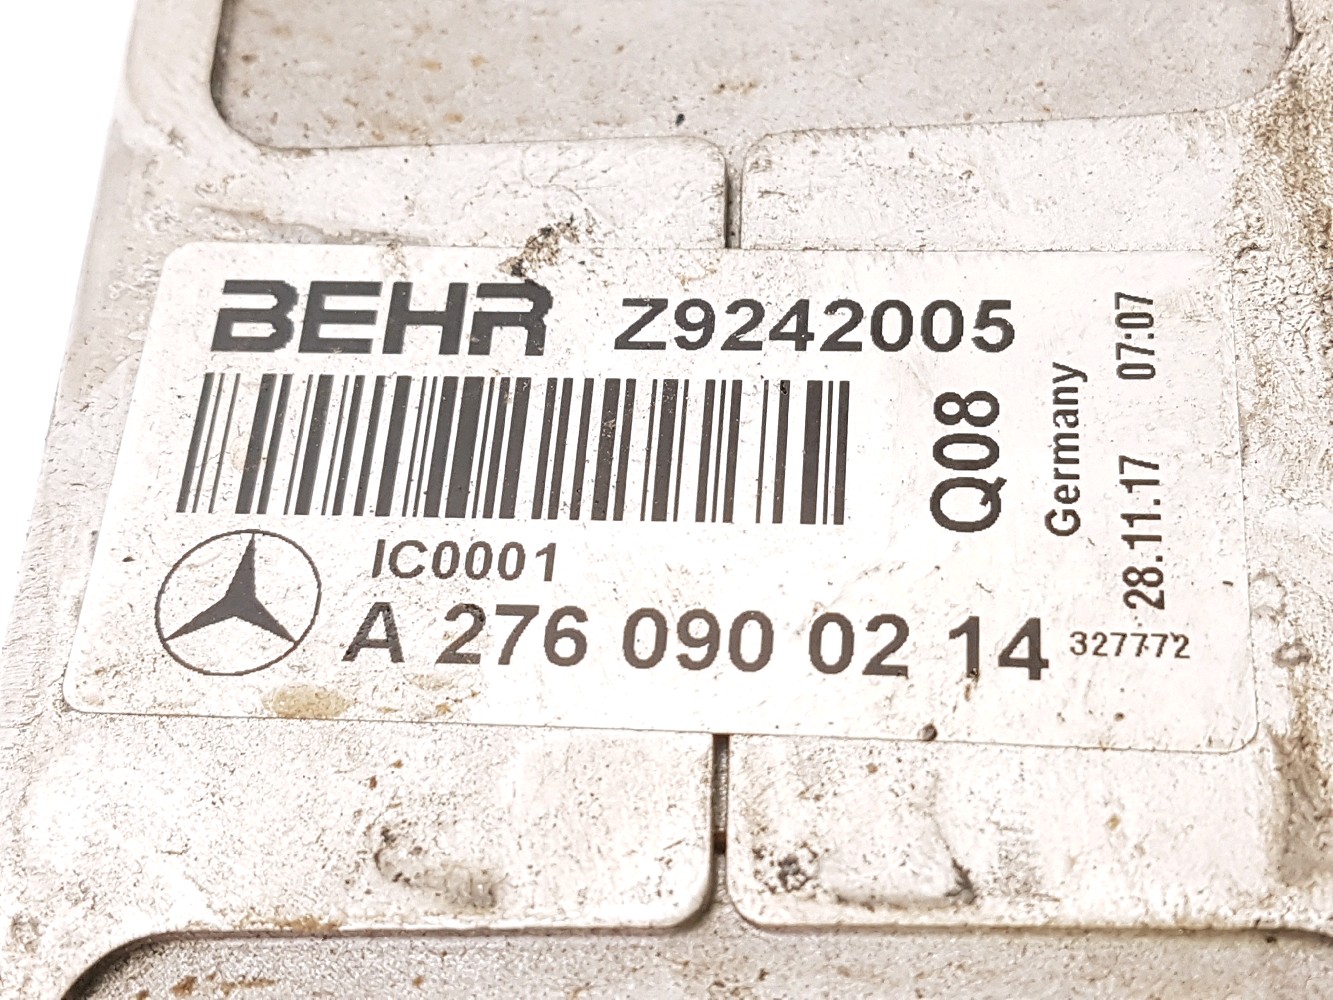 BEHR Z9242005
IC0001
A 276 090 02 14 327772
Q08
Germany
28.11.17 07:07